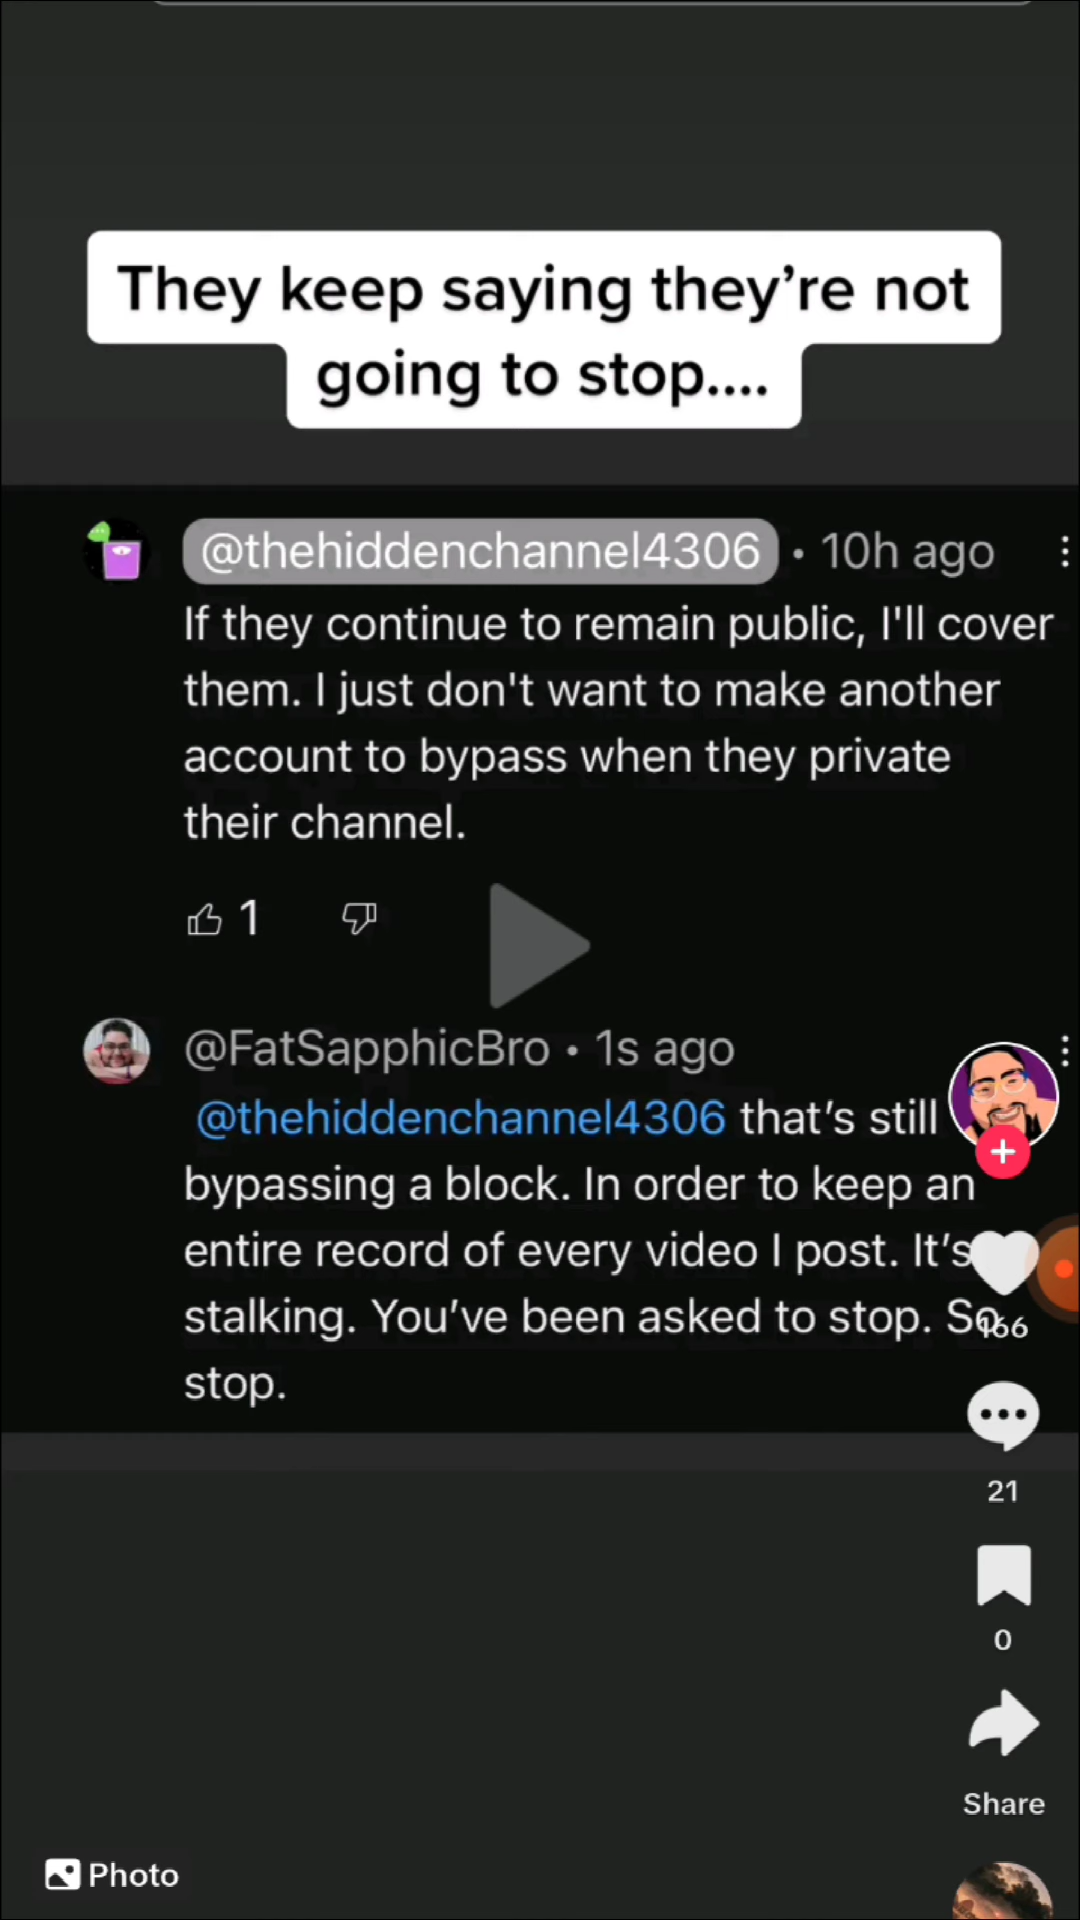 They keep saying they’re not
going to stop....
@thehiddenchannel4306 • 10h ago
If they continue to remain public, I'll cover
them. I just don't want to make another
account to bypass when they private
their channel.
1
@FatSapphicBro • 1s ago
@thehiddenchannel4306 that’s still
bypassing a block. In order to keep an
entire record of every video I post. It’s
stalking. You’ve been asked to stop. So
stop.
166
21
0
Share
Photo